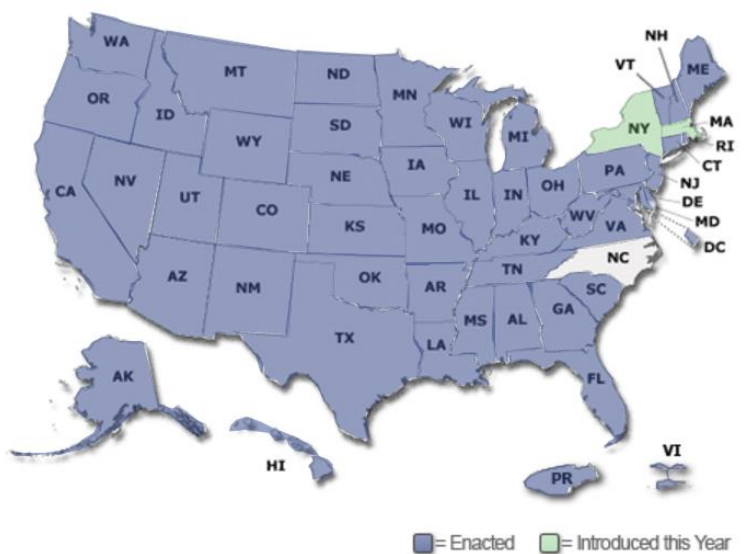 NH
WA
VT
ME
MT
ND
MN
OR
ID
SD
WI
MI
NY
MA
RI
WY
IA
CT
NE
PA
NJ
NV
OH
DE
CA
UT
IL
IN
MD
CO
WV
VA
DC
KS
MO
KY
NC
TN
AZ
OK
AR
SC
NM
MS
AL
GA
TX
LA
AK
FL
HI
VI
PR
= Enacted
= Introduced this Year